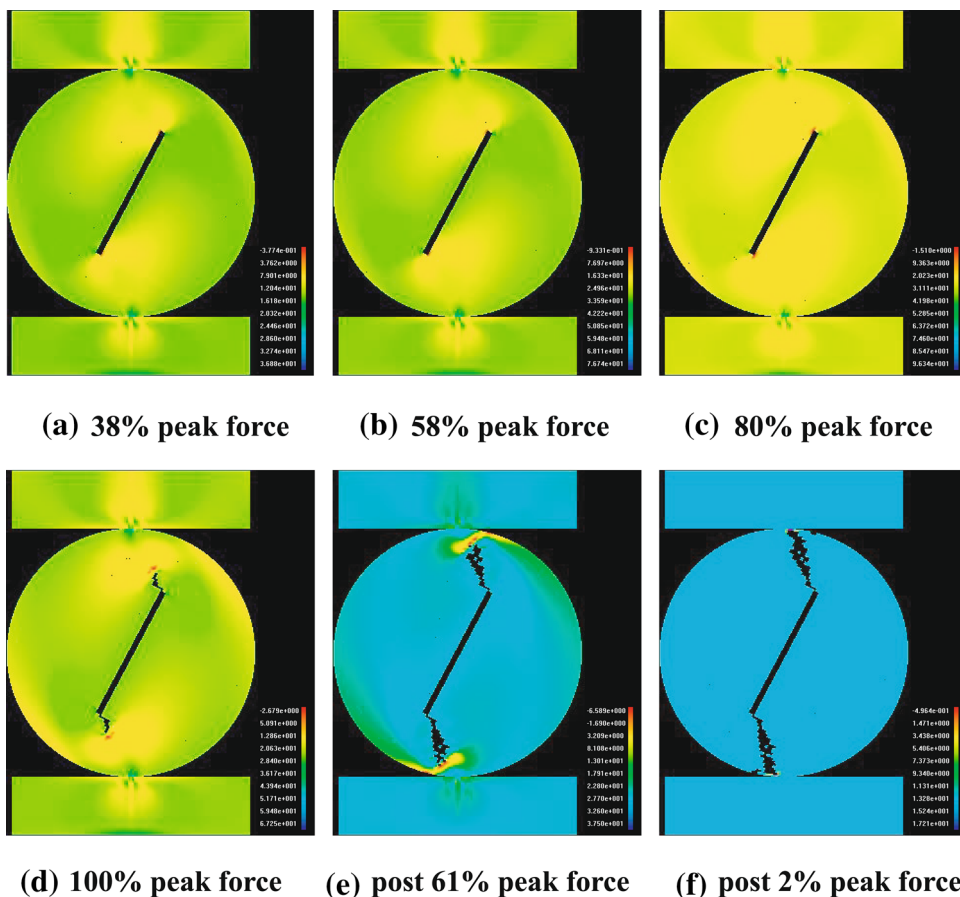 -3.774e-001
3.762e+000
7.901e+000
1.204e+001
1.618e+001
2.032e+001
2.446e+001
2.860e+001
3.274e+001
3.688e+001
-9.331e-001
7.697e+000
1.633e+001
2.496e+001
3.359e+001
4.222e+001
5.085e+001
5.948e+001
6.811e+001
7.674e+001
-1.510e+000
9.363e+000
2.023e+001
3.111e+001
4.198e+001
5.285e+001
6.372e+001
7.460e+001
8.547e+001
9.634e+001
(a) 38% peak force
(b) 58% peak force
(c) 80% peak force
-2.679e+000
5.091e+000
1.286e+001
2.063e+001
2.840e+001
3.617e+001
4.394e+001
5.171e+001
5.948e+001
6.725e+001
-6.589e+000
-1.690e+000
3.209e+000
8.108e+000
1.301e+001
1.791e+001
2.280e+001
2.770e+001
3.260e+001
3.750e+001
-4.964e-001
1.471e+000
3.438e+000
5.406e+000
7.373e+000
9.340e+000
1.131e+001
1.328e+001
1.524e+001
1.721e+001
(d) 100% peak force
(e) post 61% peak force
(f) post 2% peak force